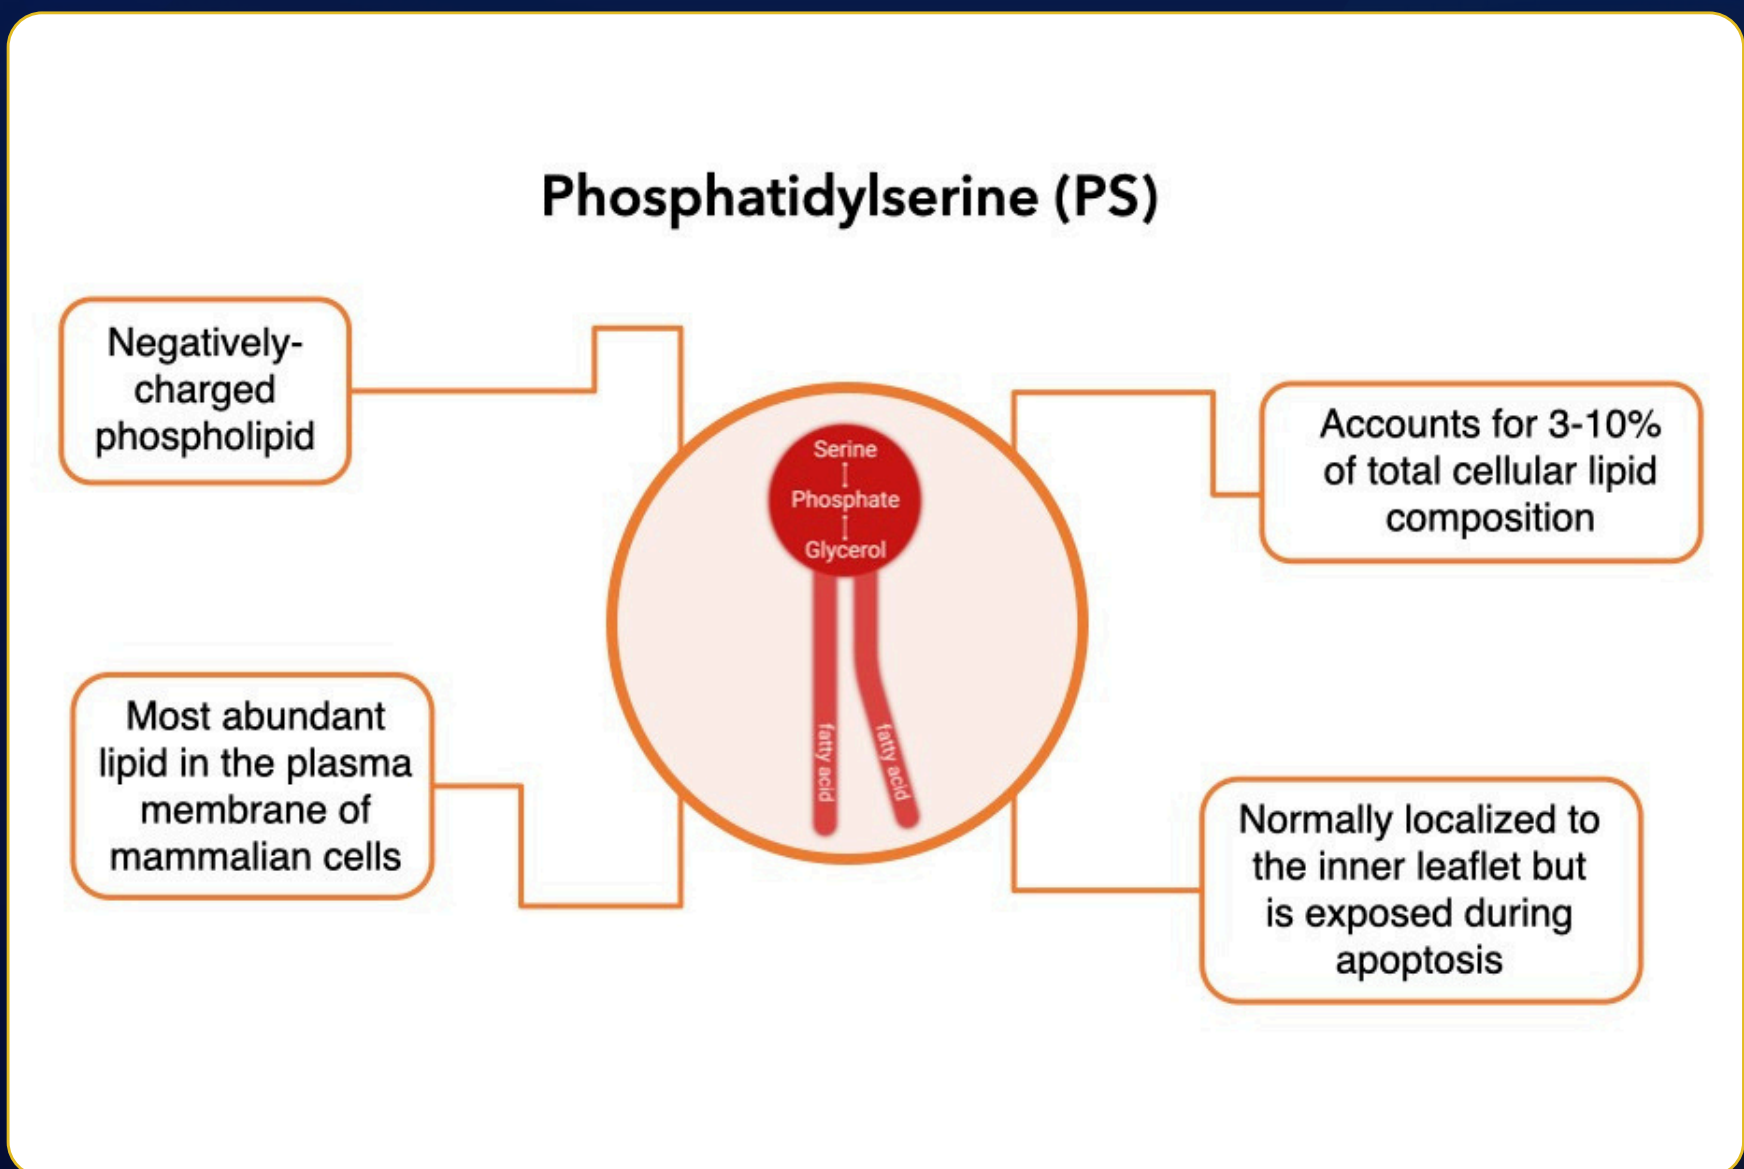 Phosphatidylserine (PS)
Negatively-
charged
phospholipid
Accounts for 3-10%
of total cellular lipid
composition
Serine
Phosphate
Glycerol
fatty acid
fatty acid
Most abundant
lipid in the plasma
membrane of
mammalian cells
Normally localized to
the inner leaflet but
is exposed during
apoptosis